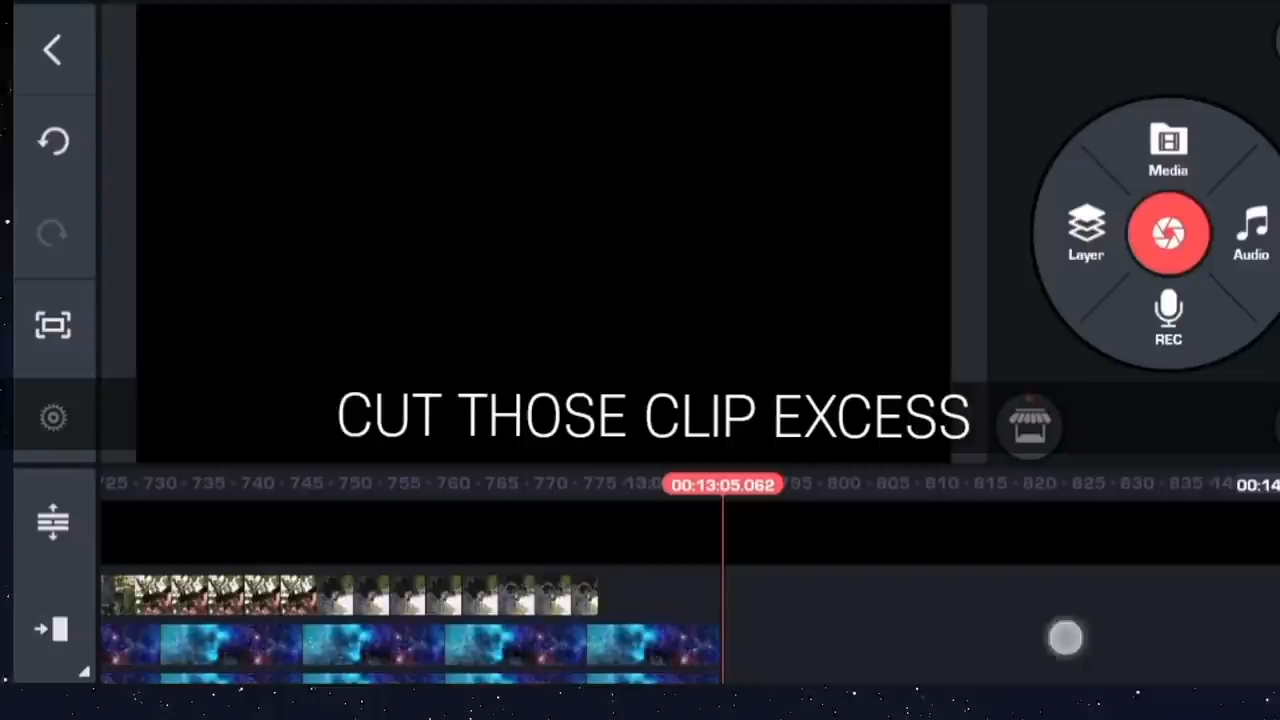 Media
Layer
Audio
REC
CUT THOSE CLIP EXCESS
730 735 740 745 750 755 760 765 770 775 13:0 00:13:05.062 795 800 805 810 815 820 825 830 835 14 00:14